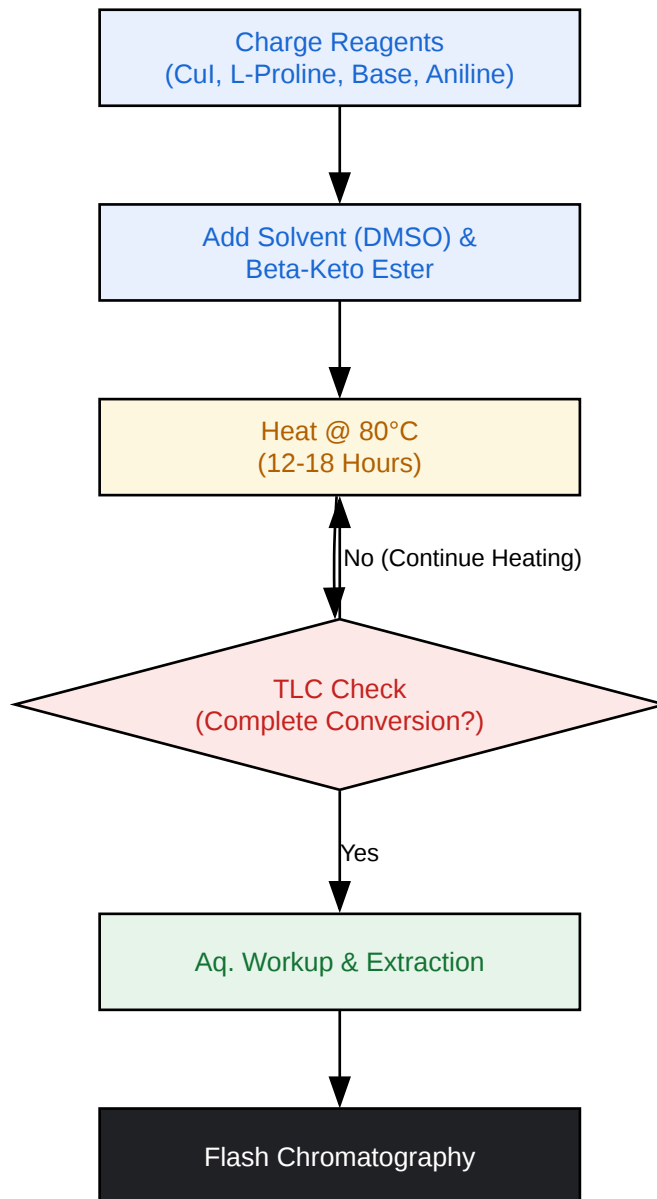 Charge Reagents
(CuI, L-Proline, Base, Aniline)
Add Solvent (DMSO) &
Beta-Keto Ester
Heat @ 80°C
(12-18 Hours)
No (Continue Heating)
TLC Check
(Complete Conversion?)
Yes
Aq. Workup & Extraction
Flash Chromatography